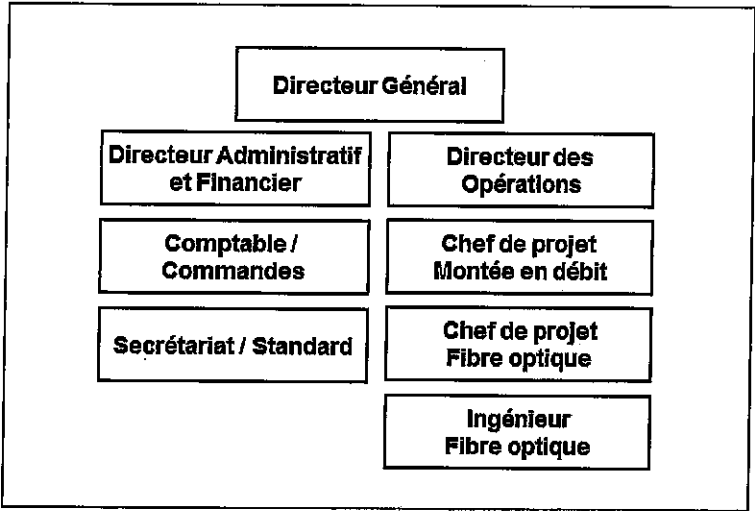 Directeur Général
Directeur Administratif
et Financier
Comptable /
Commandes
Secrétariat / Standard
Directeur des
Opérations
Chef de projet
Montée en débit
Chef de projet
Fibre optique
Ingénieur
Fibre optique